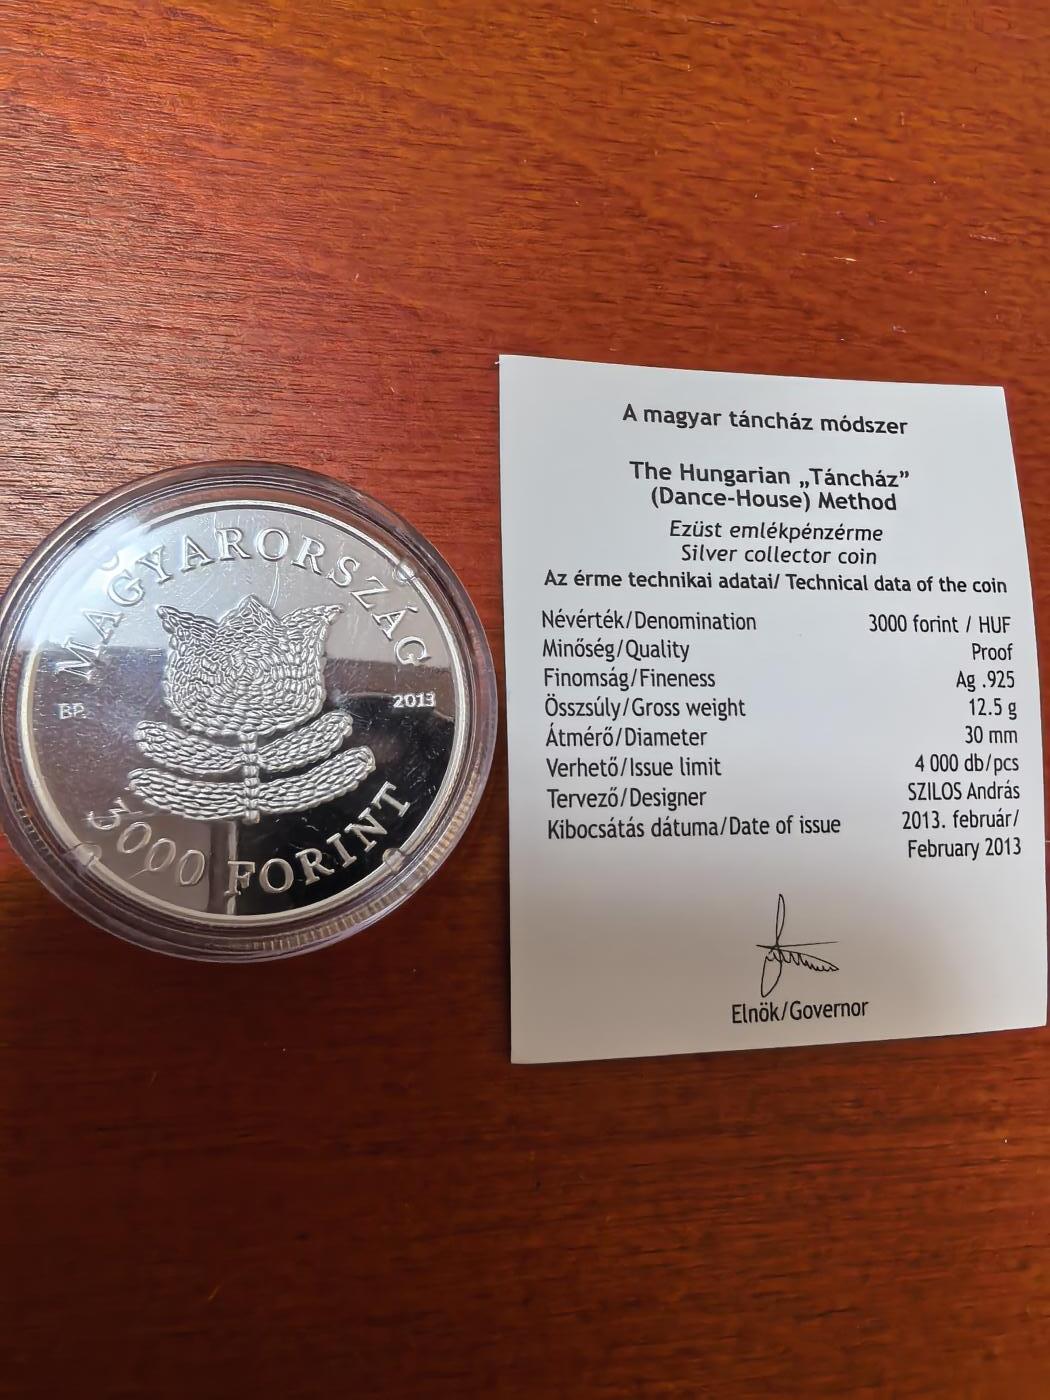 MAGYARORSZÁG
BP.
2013
3000 FORINT
A magyar táncház módszer
The Hungarian „Táncház”
(Dance-House) Method
Ezüst emlékpénzérme
Silver collector coin
Az érme technikai adatai/ Technical data of the coin
Névérték/Denomination 3000 forint / HUF
Minőség/Quality Proof
Finomság/Fineness Ag .925
Összsúly/Gross weight 12.5 g
Átmérő/Diameter 30 mm
Verhető/Issue limit 4 000 db/pcs
Tervező/Designer SZILOS András
Kibocsátás dátuma/Date of issue 2013. február/
February 2013
Elnök/Governor